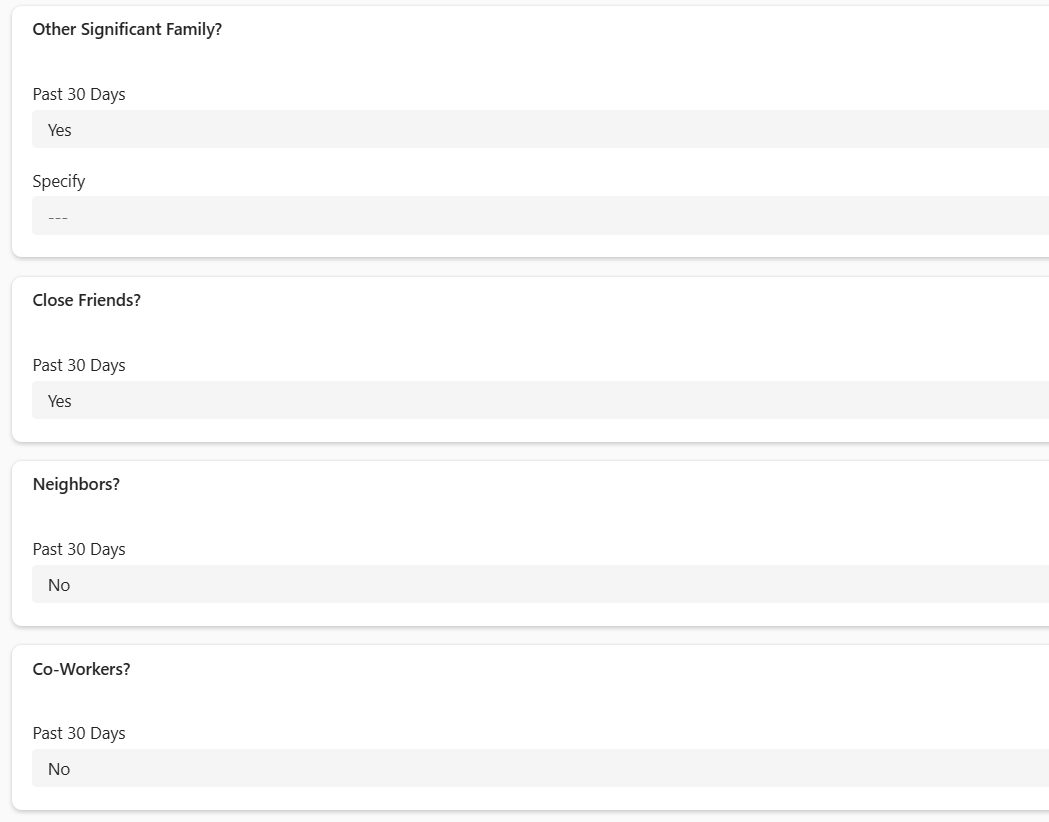 Other Significant Family?
Past 30 Days
Yes
Specify
---
Close Friends?
Past 30 Days
Yes
Neighbors?
Past 30 Days
No
Co-Workers?
Past 30 Days
No